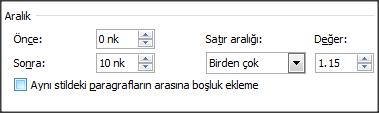 Aralık
Önce: 0 nk Satır aralığı: Değer:
Sonra: 10 nk Birden çok 1.15
Aynı stildeki paragrafların arasına boşluk ekleme